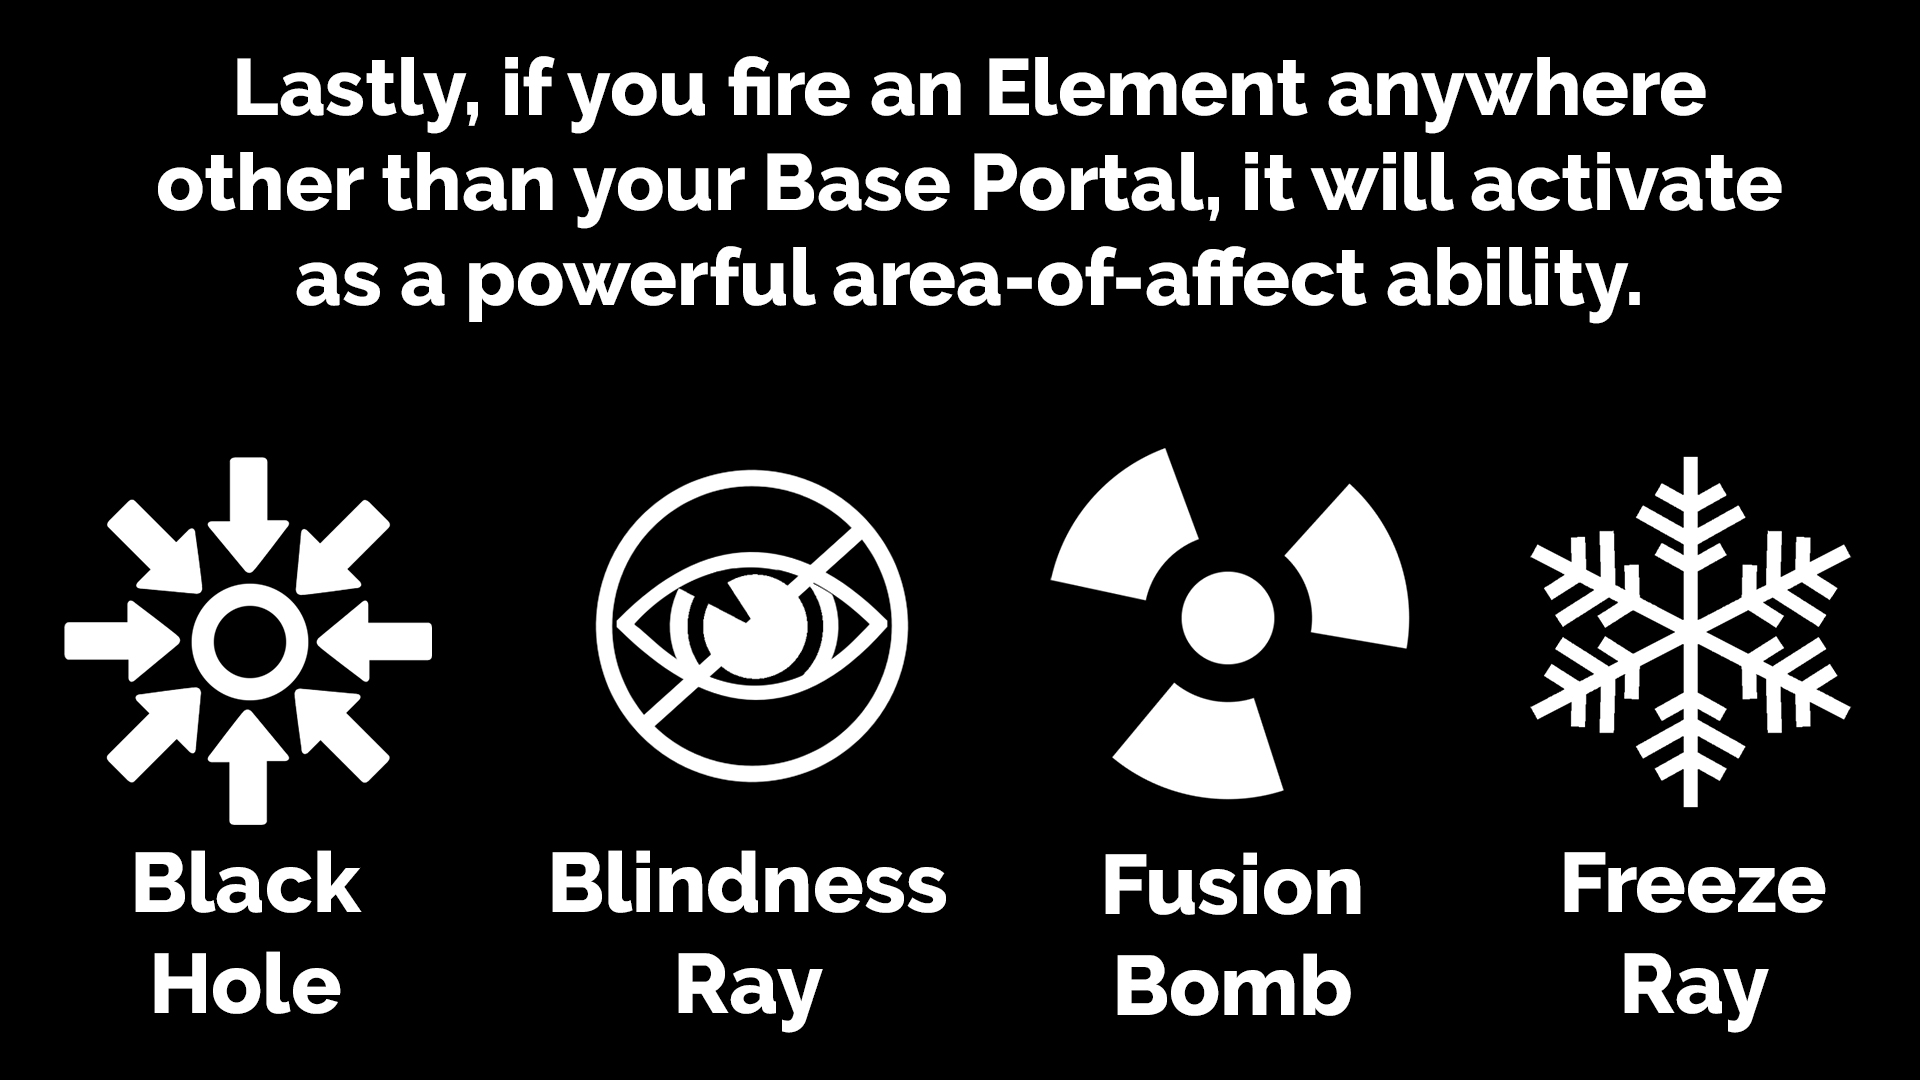 Lastly, if you fire an Element anywhere
other than your Base Portal, it will activate
as a powerful area-of-affect ability.
Black
Hole
Blindness
Ray
Fusion
Bomb
Freeze
Ray